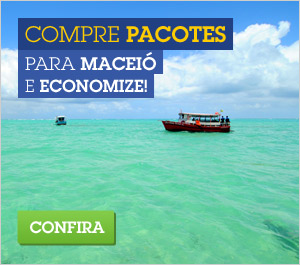 COMPRE PACOTES
PARA MACEIÓ
E ECONOMIZE!
CONFIRA